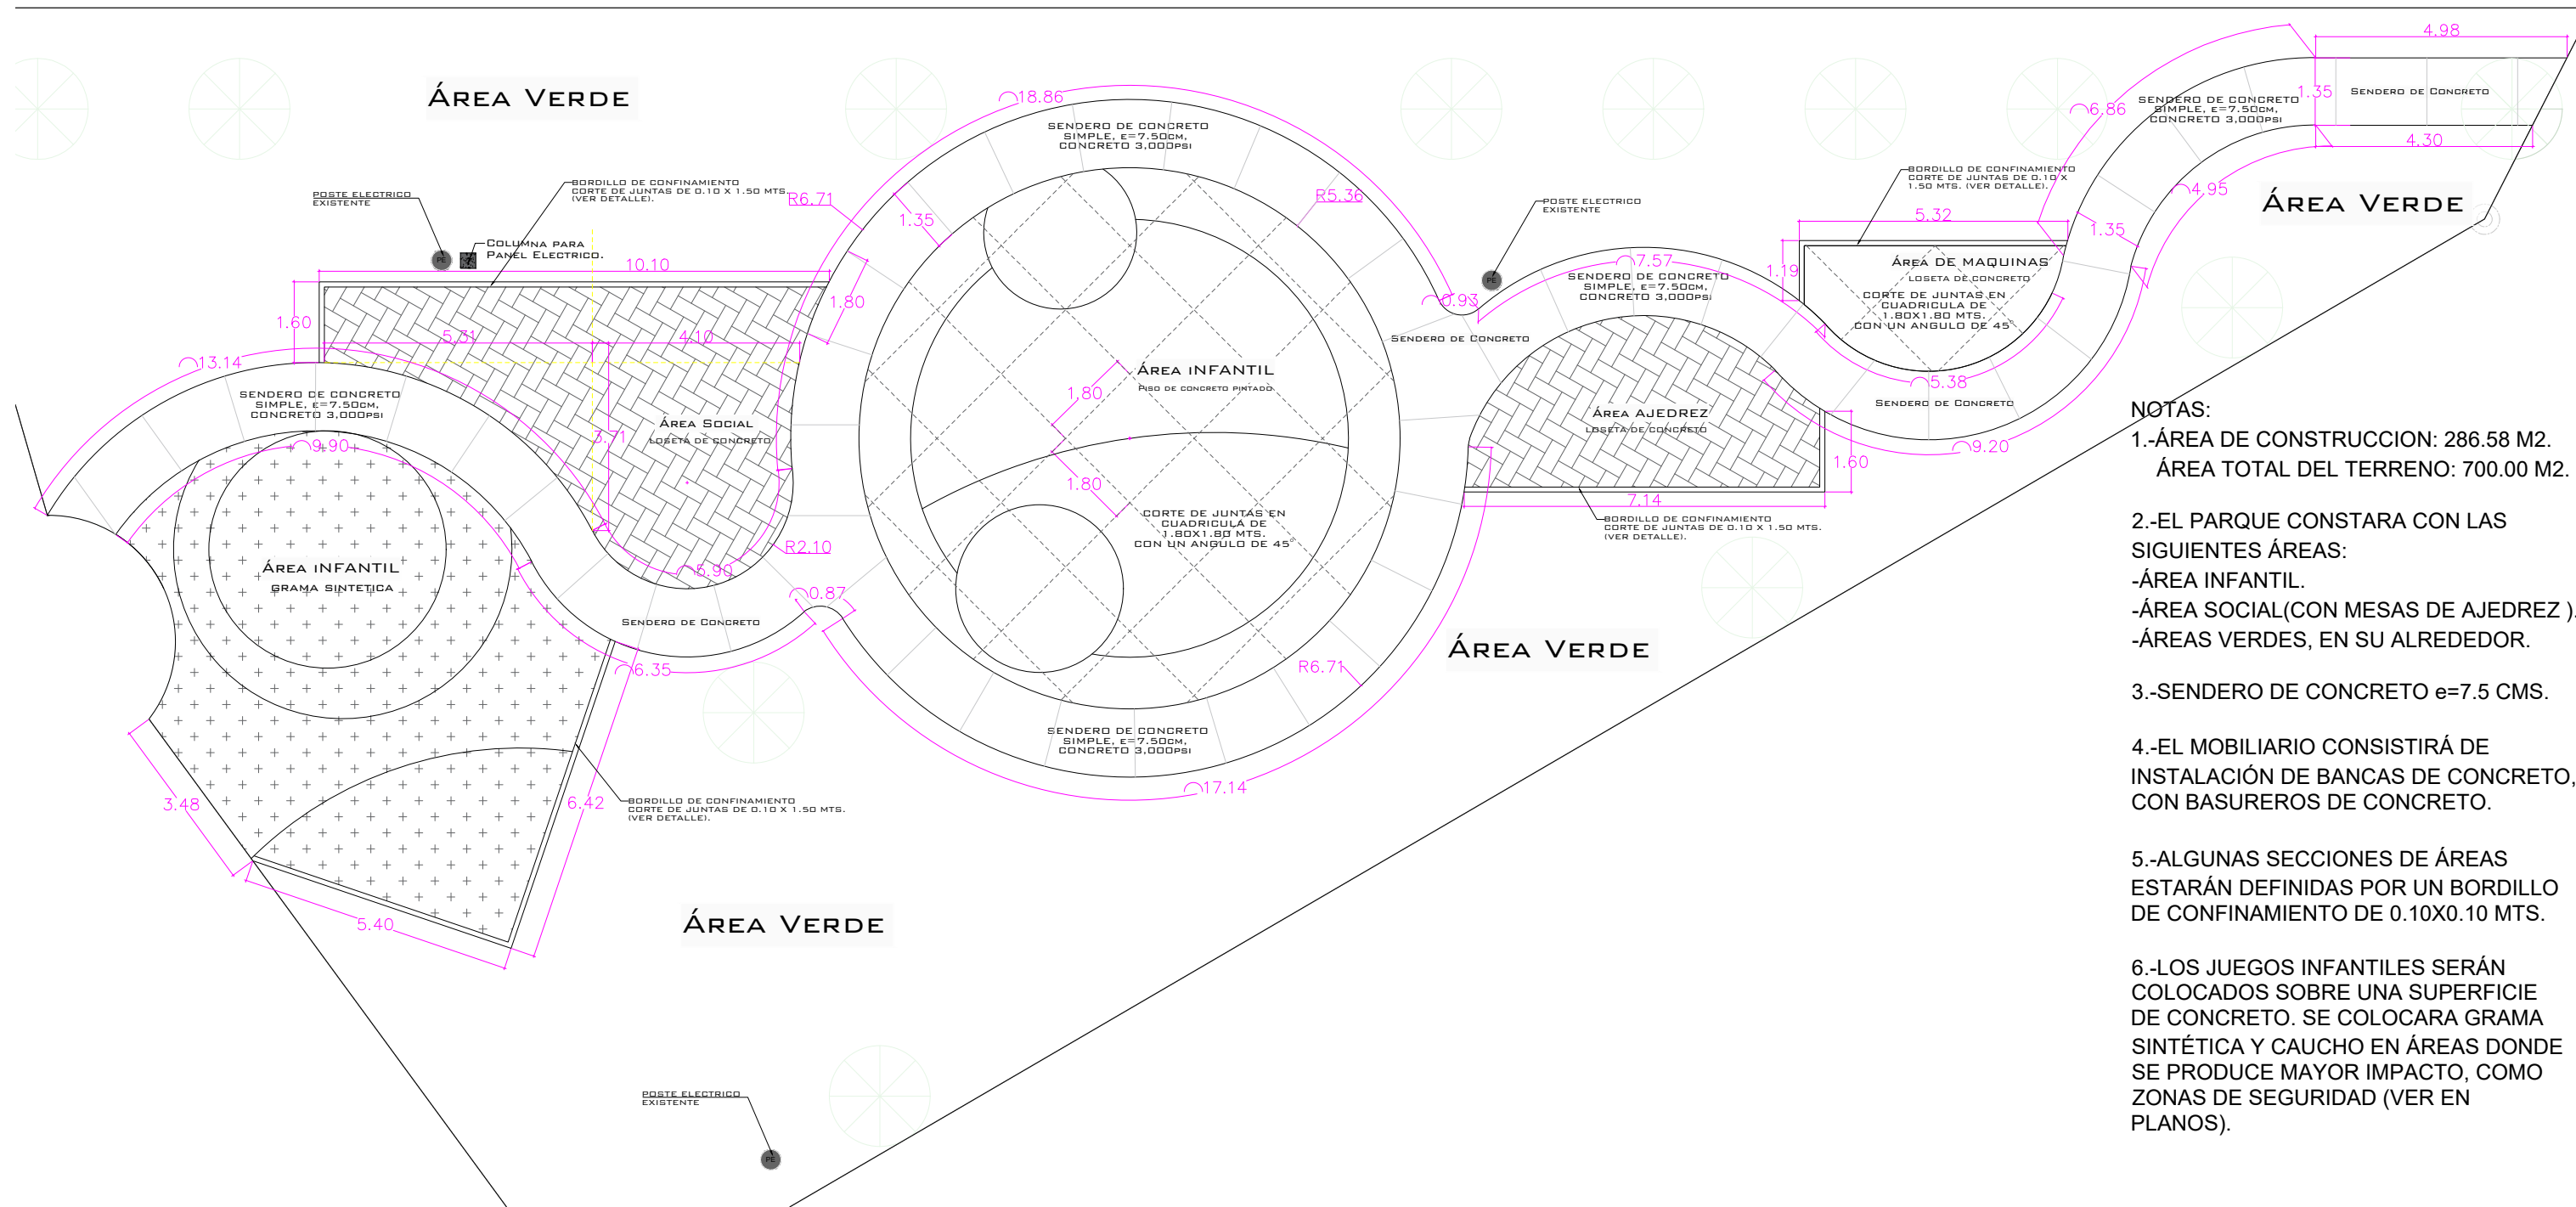 4.98
ÁREA VERDE
18.86
6.86
SENDERO DE CONCRETO
SIMPLE, E=7.50CM,
CONCRETO 3,000PSI
1.35
SENDERO DE CONCRETO
SENDERO DE CONCRETO
SIMPLE, E=7.50CM,
CONCRETO 3,000PSI
4.30
BORDILLO DE CONFINAMIENTO
CORTE DE JUNTAS DE 0.10 X 1.50 MTS.
(VER DETALLE).
POSTE ELECTRICO
EXISTENTE
R6.71
1.35
R5.36
POSTE ELECTRICO
EXISTENTE
BORDILLO DE CONFINAMIENTO
CORTE DE JUNTAS DE 0.10 X
1.50 MTS. (VER DETALLE).
4.95
ÁREA VERDE
5.32
1.35
COLUMNA PARA
PANEL ELECTRICO.
PE
10.10
1.80
1.60
5.31
4.10
0.93
PE
7.57
SENDERO DE CONCRETO
SIMPLE, E=7.50CM,
CONCRETO 3,000PSI
1.19
ÁREA DE MAQUINAS
LOSETA DE CONCRETO
CORTE DE JUNTAS EN
CUADRICULA DE
1.80X1.80 MTS.
CON UN ANGULO DE 45°
SENDERO DE CONCRETO
13.14
SENDERO DE CONCRETO
SIMPLE, E=7.50CM,
CONCRETO 3,000PSI
9.90
ÁREA SOCIAL
LOSETA DE CONCRETO
3.71
ÁREA INFANTIL
PISO DE CONCRETO PINTADO
1.80
1.80
CORTE DE JUNTAS EN
CUADRICULA DE
1.80X1.80 MTS.
CON UN ANGULO DE 45°
ÁREA AJEDREZ
LOSETA DE CONCRETO
5.38
SENDERO DE CONCRETO
9.20
1.60
7.14
BORDILLO DE CONFINAMIENTO
CORTE DE JUNTAS DE 0.10 X 1.50 MTS.
(VER DETALLE).
ÁREA INFANTIL
GRAMA SINTETICA
R2.10
5.90
0.87
SENDERO DE CONCRETO
6.35
ÁREA VERDE
R6.71
SENDERO DE CONCRETO
SIMPLE, E=7.50CM,
CONCRETO 3,000PSI
17.14
3.48
6.42
BORDILLO DE CONFINAMIENTO
CORTE DE JUNTAS DE 0.10 X 1.50 MTS.
(VER DETALLE).
5.40
ÁREA VERDE
POSTE ELECTRICO
EXISTENTE
PE
NOTAS:
1.-ÁREA DE CONSTRUCCION: 286.58 M2.
ÁREA TOTAL DEL TERRENO: 700.00 M2.
2.-EL PARQUE CONSTARA CON LAS
SIGUIENTES ÁREAS:
-ÁREA INFANTIL.
-ÁREA SOCIAL(CON MESAS DE AJEDREZ ).
-ÁREAS VERDES, EN SU ALREDEDOR.
3.-SENDERO DE CONCRETO e=7.5 CMS.
4.-EL MOBILIARIO CONSISTIRÁ DE
INSTALACIÓN DE BANCAS DE CONCRETO,
CON BASUREROS DE CONCRETO.
5.-ALGUNAS SECCIONES DE ÁREAS
ESTARÁN DEFINIDAS POR UN BORDILLO
DE CONFINAMIENTO DE 0.10X0.10 MTS.
6.-LOS JUEGOS INFANTILES SERÁN
COLOCADOS SOBRE UNA SUPERFICIE
DE CONCRETO. SE COLOCARA GRAMA
SINTÉTICA Y CAUCHO EN ÁREAS DONDE
SE PRODUCE MAYOR IMPACTO, COMO
ZONAS DE SEGURIDAD (VER EN
PLANOS).